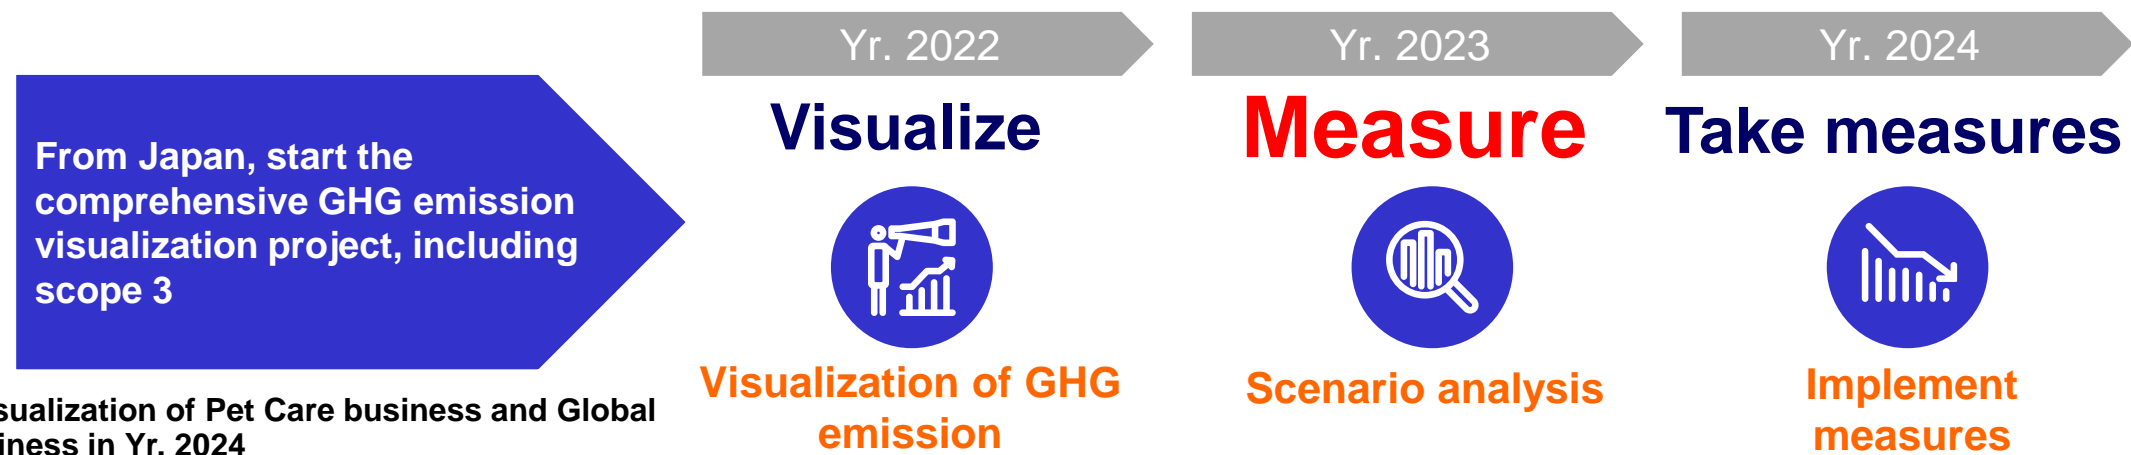 Yr. 2022
Yr. 2023
Yr. 2024
From Japan, start the
comprehensive GHG emission
visualization project, including
scope 3
Visualize
Measure
Take measures
Visualization of GHG
emission
Scenario analysis
Implement
measures
sualization of Pet Care business and Global
iness in Yr. 2024